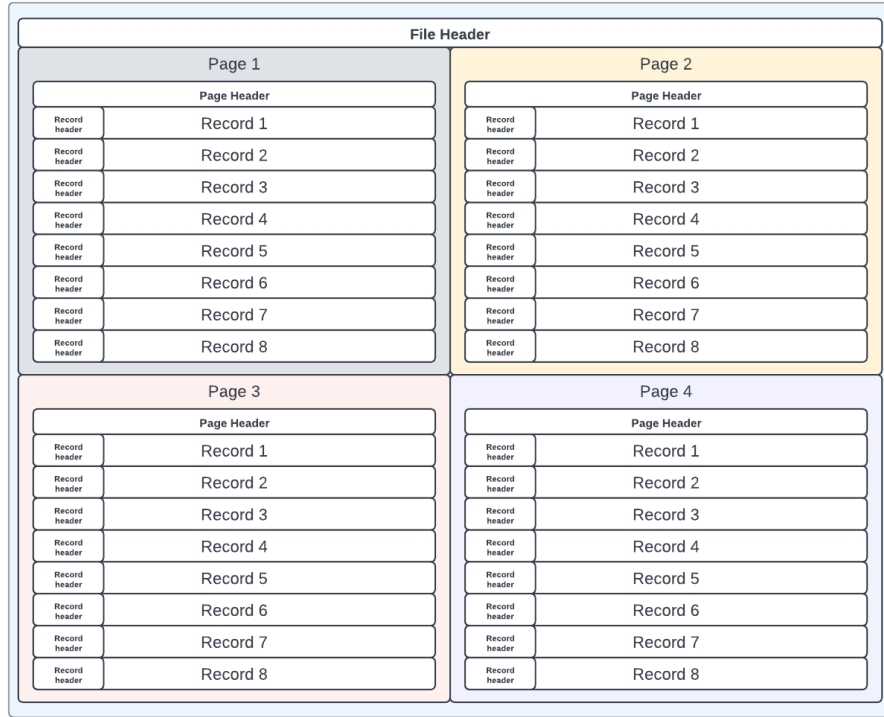 File Header
Page 1
Page Header
Record header Record 1
Record header Record 2
Record header Record 3
Record header Record 4
Record header Record 5
Record header Record 6
Record header Record 7
Record header Record 8
Page 2
Page Header
Record header Record 1
Record header Record 2
Record header Record 3
Record header Record 4
Record header Record 5
Record header Record 6
Record header Record 7
Record header Record 8
Page 3
Page Header
Record header Record 1
Record header Record 2
Record header Record 3
Record header Record 4
Record header Record 5
Record header Record 6
Record header Record 7
Record header Record 8
Page 4
Page Header
Record header Record 1
Record header Record 2
Record header Record 3
Record header Record 4
Record header Record 5
Record header Record 6
Record header Record 7
Record header Record 8